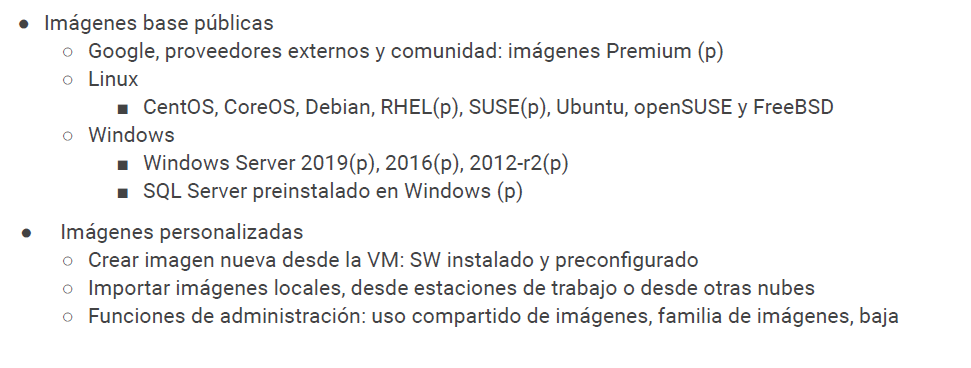 ● Imágenes base públicas
○ Google, proveedores externos y comunidad: imágenes Premium (p)
○ Linux
■ CentOS, CoreOS, Debian, RHEL(p), SUSE(p), Ubuntu, openSUSE y FreeBSD
○ Windows
■ Windows Server 2019(p), 2016(p), 2012-r2(p)
■ SQL Server preinstalado en Windows (p)
● Imágenes personalizadas
○ Crear imagen nueva desde la VM: SW instalado y preconfigurado
○ Importar imágenes locales, desde estaciones de trabajo o desde otras nubes
○ Funciones de administración: uso compartido de imágenes, familia de imágenes, baja